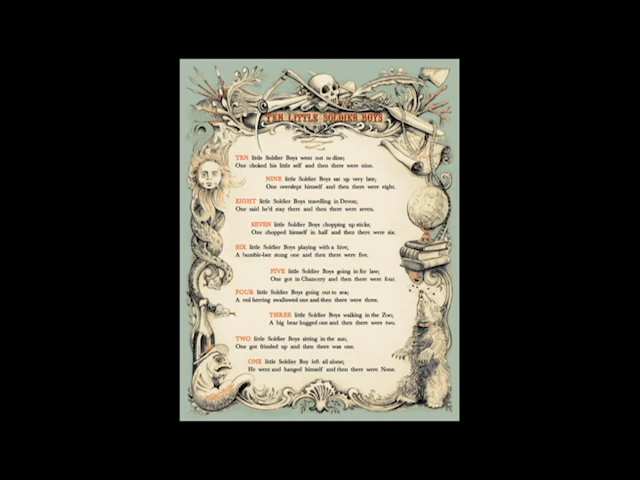 TEN LITTLE SOLDIER BOYS
TEN little Soldier Boys went out to dine;
One choked his little self and then there were nine.
NINE little Soldier Boys sat up very late;
One overslept himself and then there were eight.
EIGHT little Soldier Boys travelling in Devon;
One said he'd stay there and then there were seven.
SEVEN little Soldier Boys chopping up sticks;
One chopped himself in half and then there were six.
SIX little Soldier Boys playing with a hive;
A bumble-bee stung one and then there were five.
FIVE little Soldier Boys going in for law;
One got in Chancery and then there were four.
FOUR little Soldier Boys going out to sea;
A red herring swallowed one and then there were three.
THREE little Soldier Boys walking in the Zoo;
A big bear hugged one and then there were two.
TWO little Soldier Boys sitting in the sun;
One got frizzled up and then there was one.
ONE little Soldier Boy left all alone;
He went and hanged himself and then there were None.